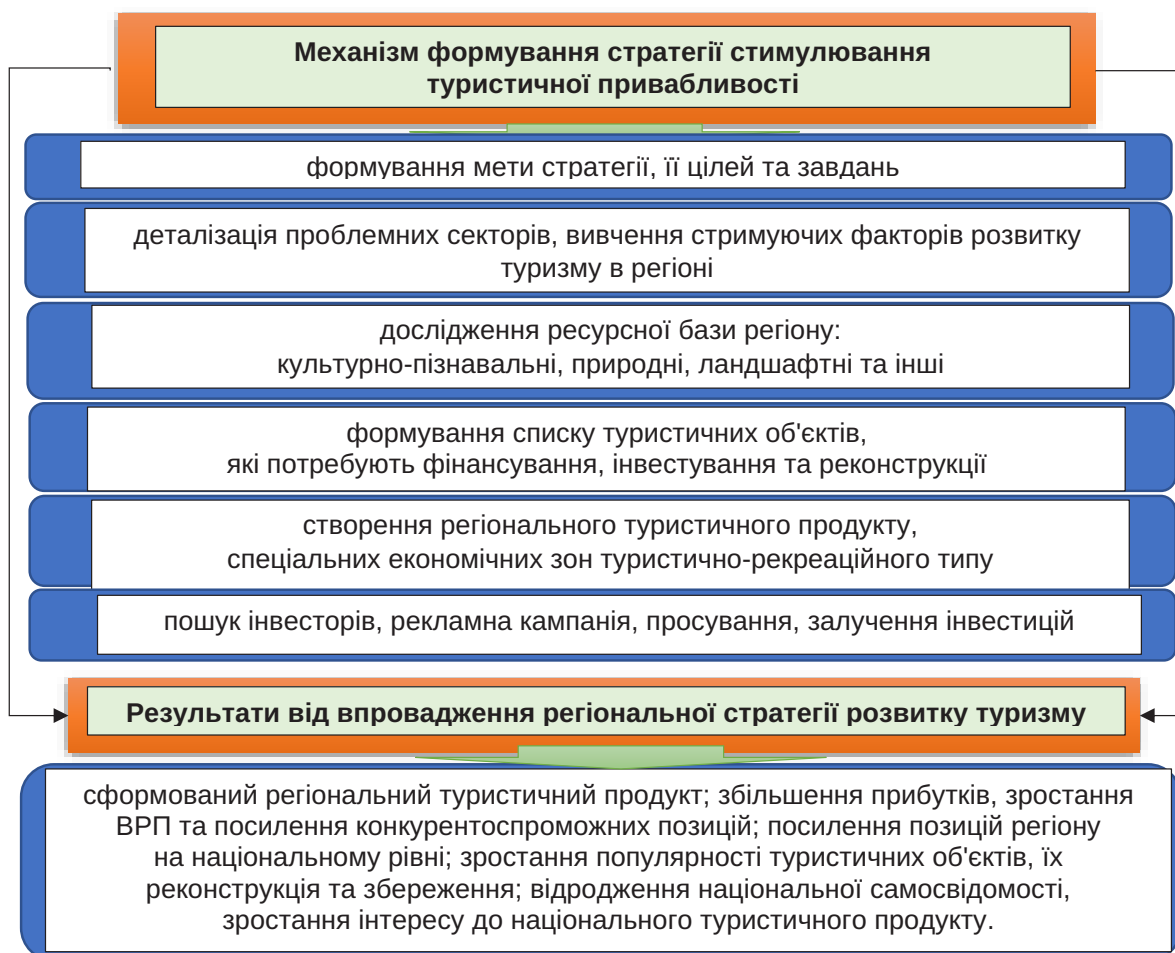 Механізм формування стратегії стимулювання
туристичної привабливості
формування мети стратегії, її цілей та завдань
деталізація проблемних секторів, вивчення стримуючих факторів розвитку
туризму в регіоні
дослідження ресурсної бази регіону:
культурно-пізнавальні, природні, ландшафтні та інші
формування списку туристичних об'єктів,
які потребують фінансування, інвестування та реконструкції
створення регіонального туристичного продукту,
спеціальних економічних зон туристично-рекреаційного типу
пошук інвесторів, рекламна кампанія, просування, залучення інвестицій
Результати від впровадження регіональної стратегії розвитку туризму
сформований регіональний туристичний продукт; збільшення прибутків, зростання
ВРП та посилення конкурентоспроможних позицій; посилення позицій регіону
на національному рівні; зростання популярності туристичних об'єктів, їх
реконструкція та збереження; відродження національної самосвідомості,
зростання інтересу до національного туристичного продукту.